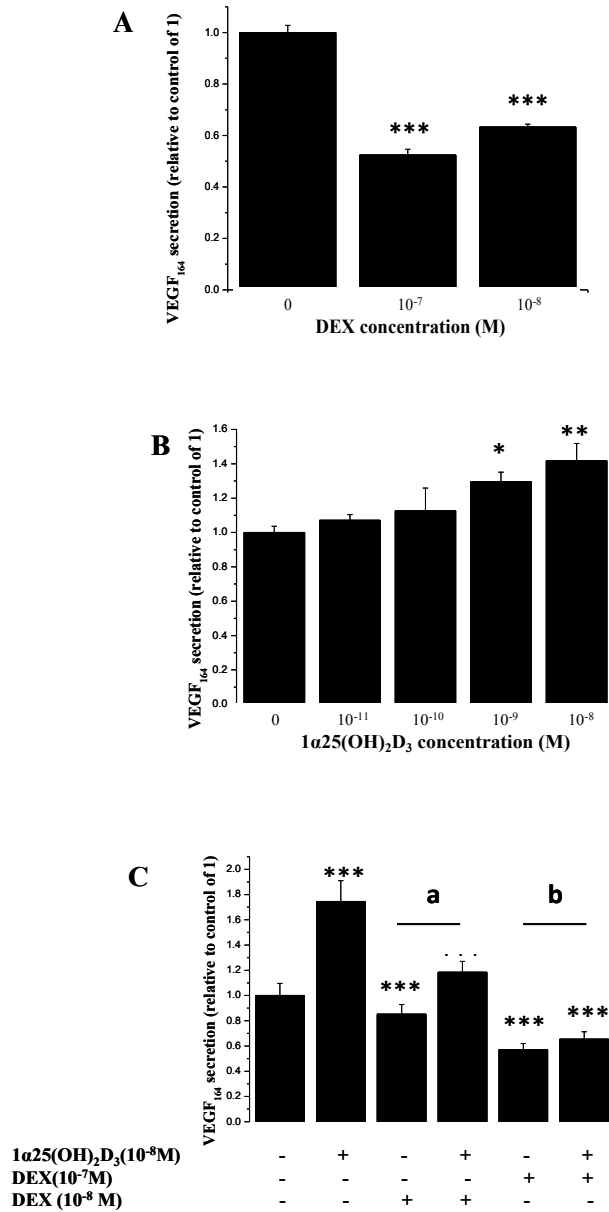 A
VEGF164 secretion (relative to control of 1)
1.0
0.8
0.6
0.4
0.2
0.0
***
***
0 10-7 10-8
DEX concentration (M)
B
VEGF164 secretion (relative to control of 1)
1.6
1.4
1.2
1.0
0.8
0.6
0.4
0.2
0.0
*
**
0 10-11 10-10 10-9 10-8
1α25(OH)2D3 concentration (M)
C
VEGF164 secretion (relative to control of 1)
2.0
1.8
1.6
1.4
1.2
1.0
0.8
0.6
0.4
0.2
0.0
***
a
b
***
***
***
1α25(OH)2D3(10-8M) - + - + - +
DEX(10-7M) - - - - + +
DEX (10-8 M) - - + + - -